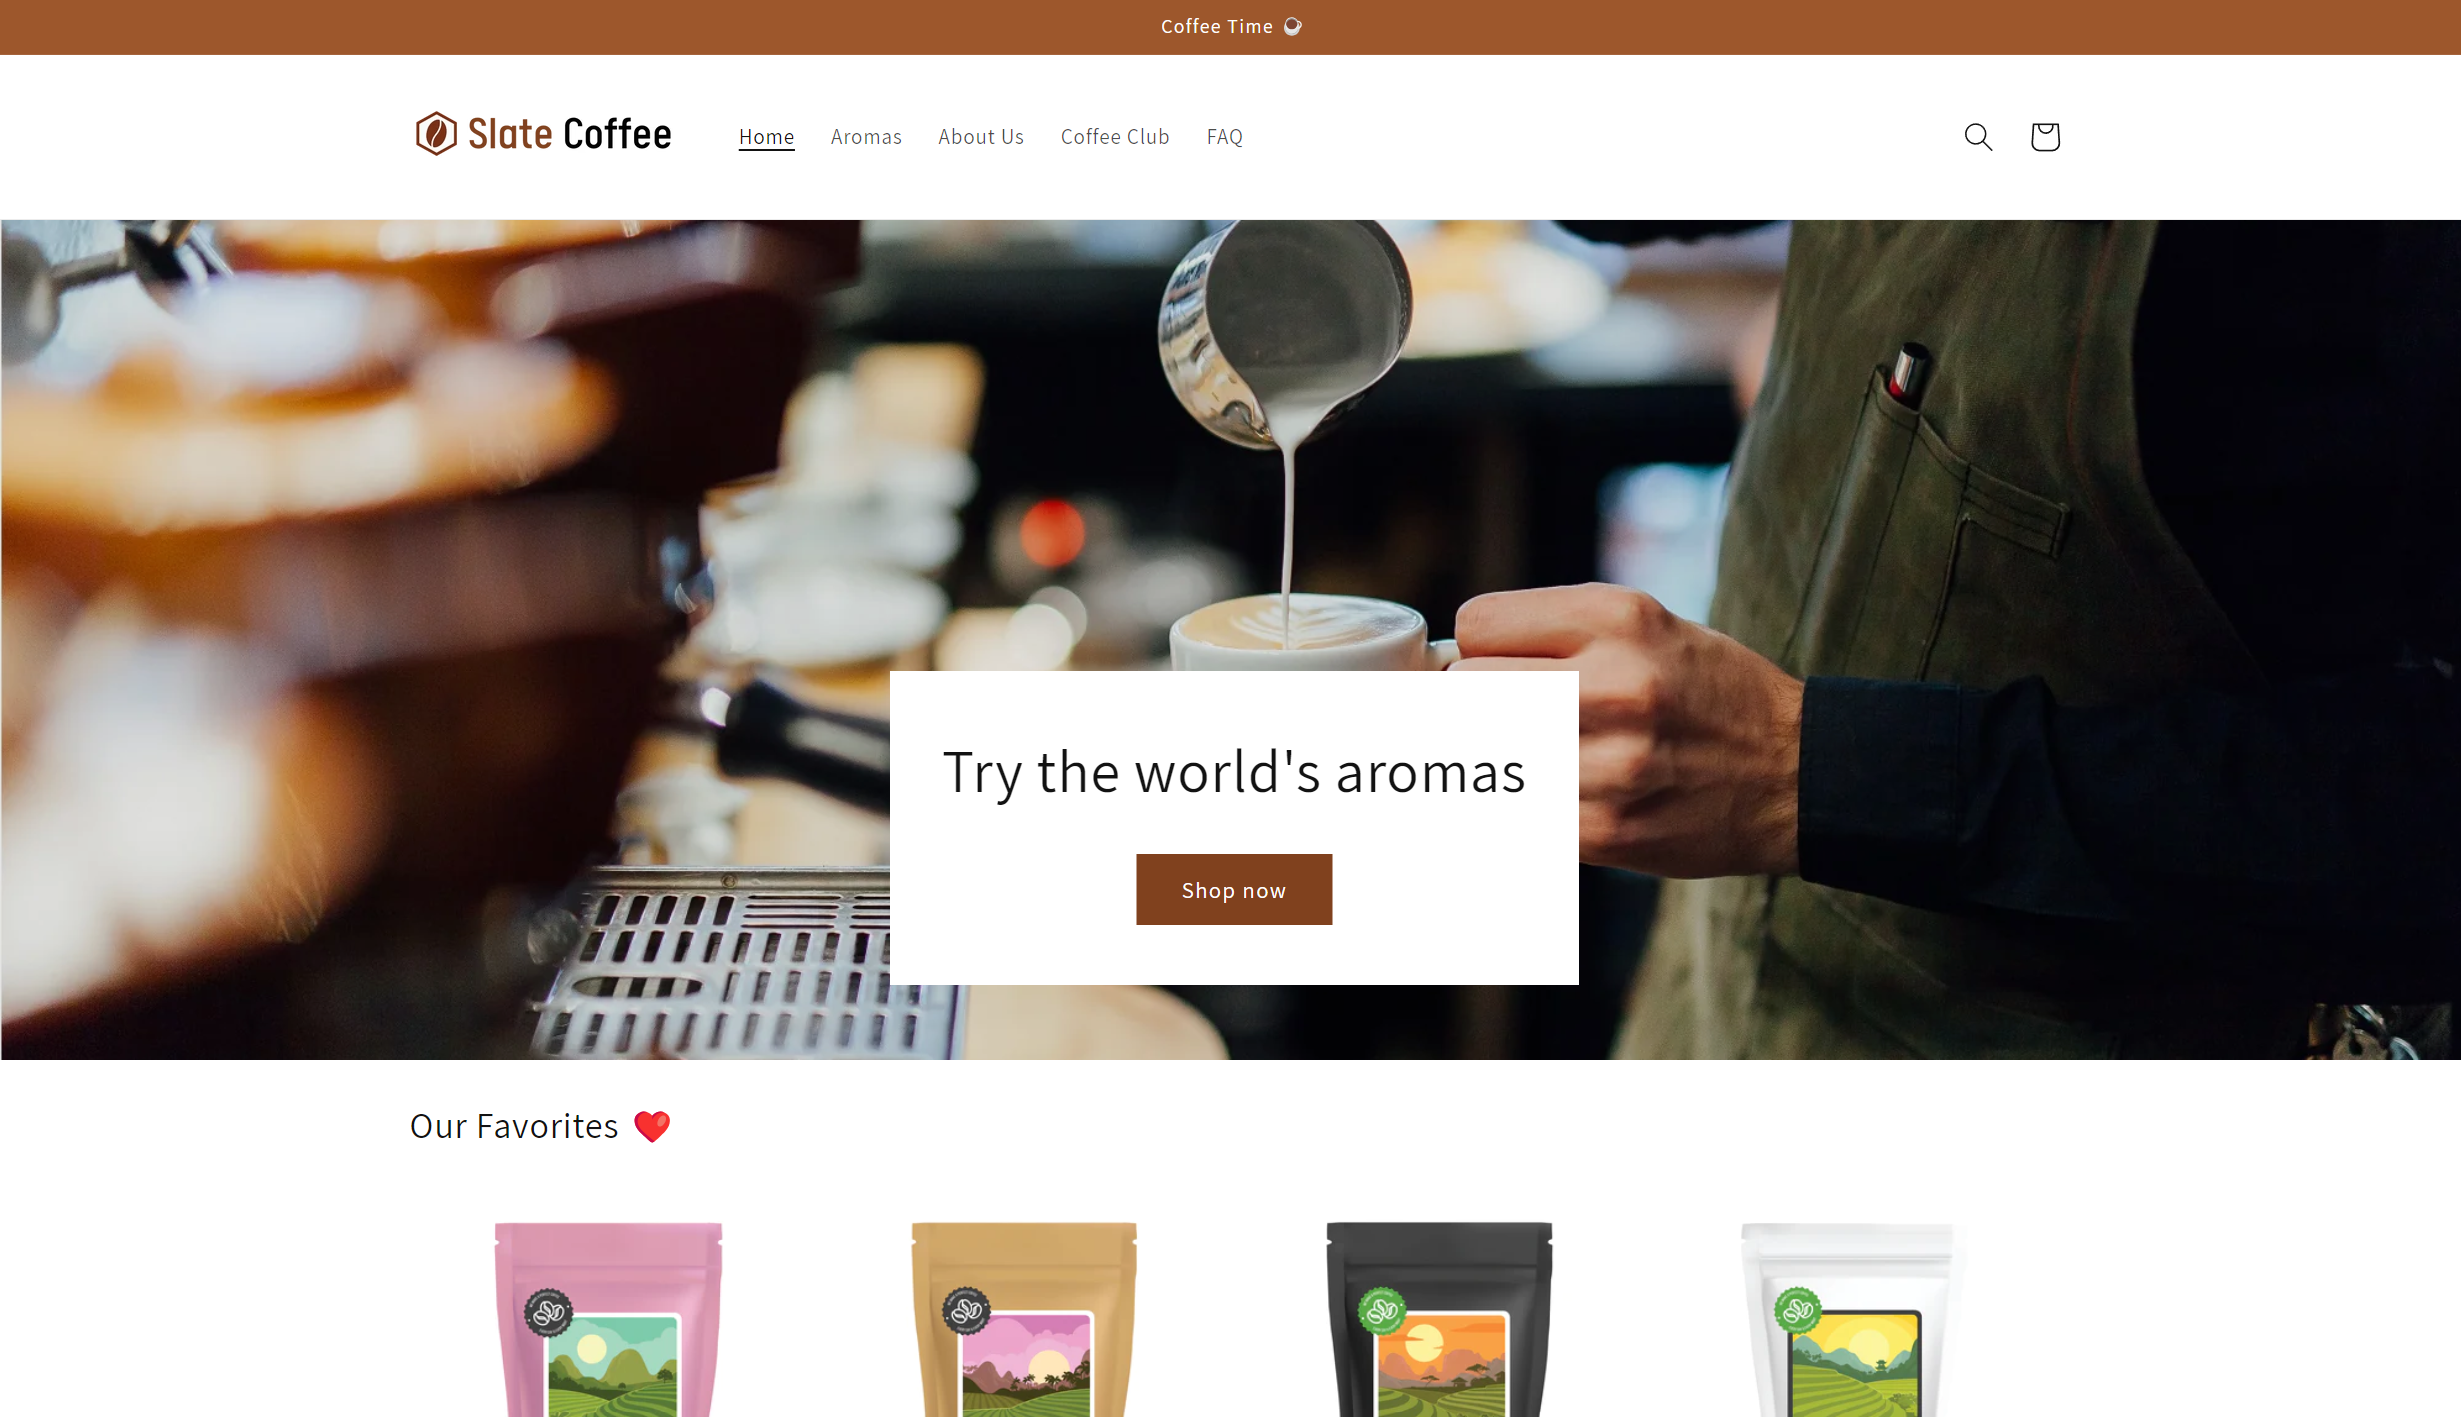 Coffee Time
Slate Coffee
Home
Aromas
About Us
Coffee Club
FAQ
Try the world's aromas
Shop now
Our Favorites